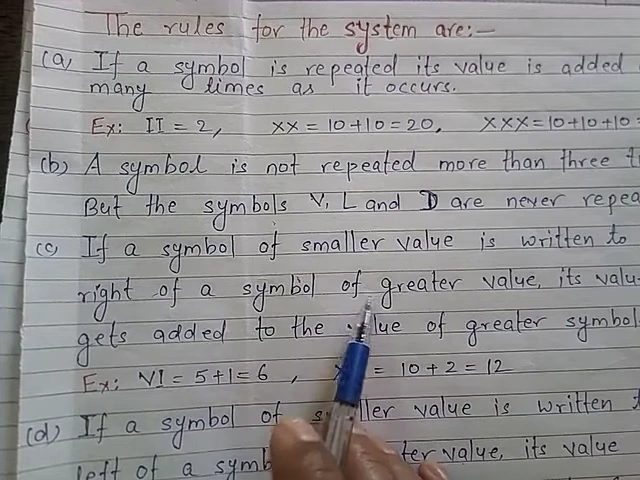 The rules for the system are:-
(a) If a symbol is repeated its value is added
many times as it occurs.
Ex: II = 2, XX = 10+10 = 20, XXX = 10+10+10 =
(b) A symbol is not repeated more than three
But the symbols V, L and D are never
(c) If a symbol of smaller value is written to
right of a symbol of greater value, its
gets added to the of greater symbol
Ex: VI = 5+1 = 6, = 10 + 2 = 12
(d) If a symbol of value is written
left of a value, its value